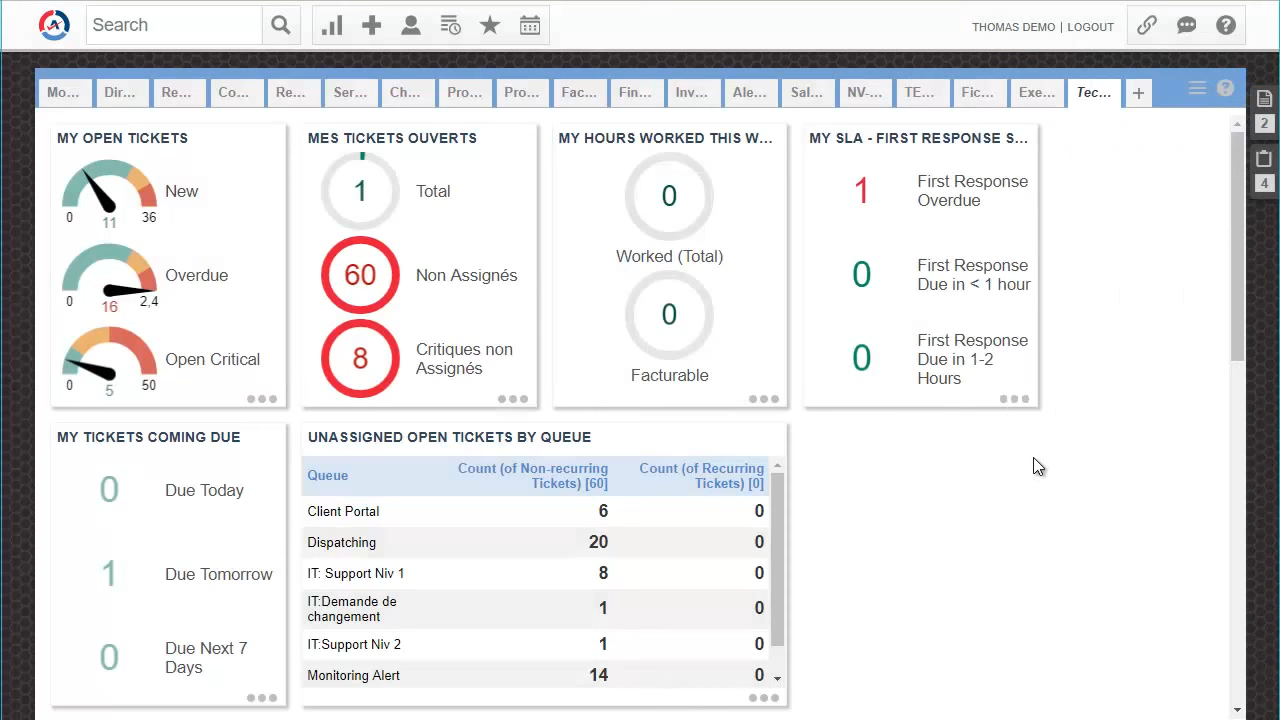 Search
THOMAS DEMO | LOGOUT
Mo...
Dir...
Re...
Co...
Re...
Ser...
Ch...
Pro...
Pro...
Fac...
Fin...
Inv...
Ale...
Sal...
NV-...
TE...
Fic...
Exe...
Tec...
+
2
4
MY OPEN TICKETS
New
0
11
36
Overdue
0
16
2,4
Open Critical
0
5
50
MES TICKETS OUVERTS
1
Total
60
Non Assignés
8
Critiques non
Assignés
MY HOURS WORKED THIS W...
0
Worked (Total)
0
Facturable
MY SLA - FIRST RESPONSE S...
1
First Response
Overdue
0
First Response
Due in < 1 hour
0
First Response
Due in 1-2
Hours
MY TICKETS COMING DUE
0
Due Today
1
Due Tomorrow
0
Due Next 7
Days
UNASSIGNED OPEN TICKETS BY QUEUE
Queue
Count (of Non-recurring
Tickets) [60]
Count (of Recurring
Tickets) [0]
Client Portal 6 0
Dispatching 20 0
IT: Support Niv 1 8 0
IT:Demande de
changement 1 0
IT:Support Niv 2 1 0
Monitoring Alert 14 0